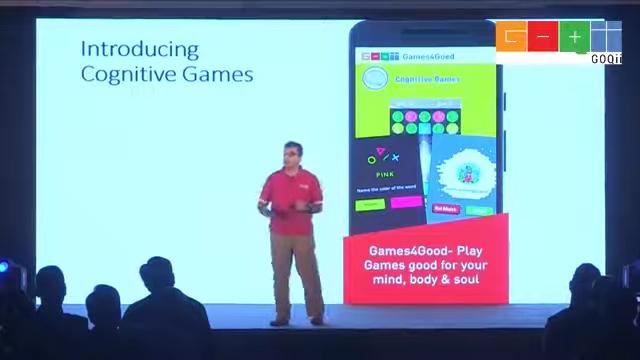 Introducing
Cognitive Games
Games4Good
Cognitive Games
PINK
Name the color of the word
Games4Good- Play
Games good for your
mind, body & soul
GOQii